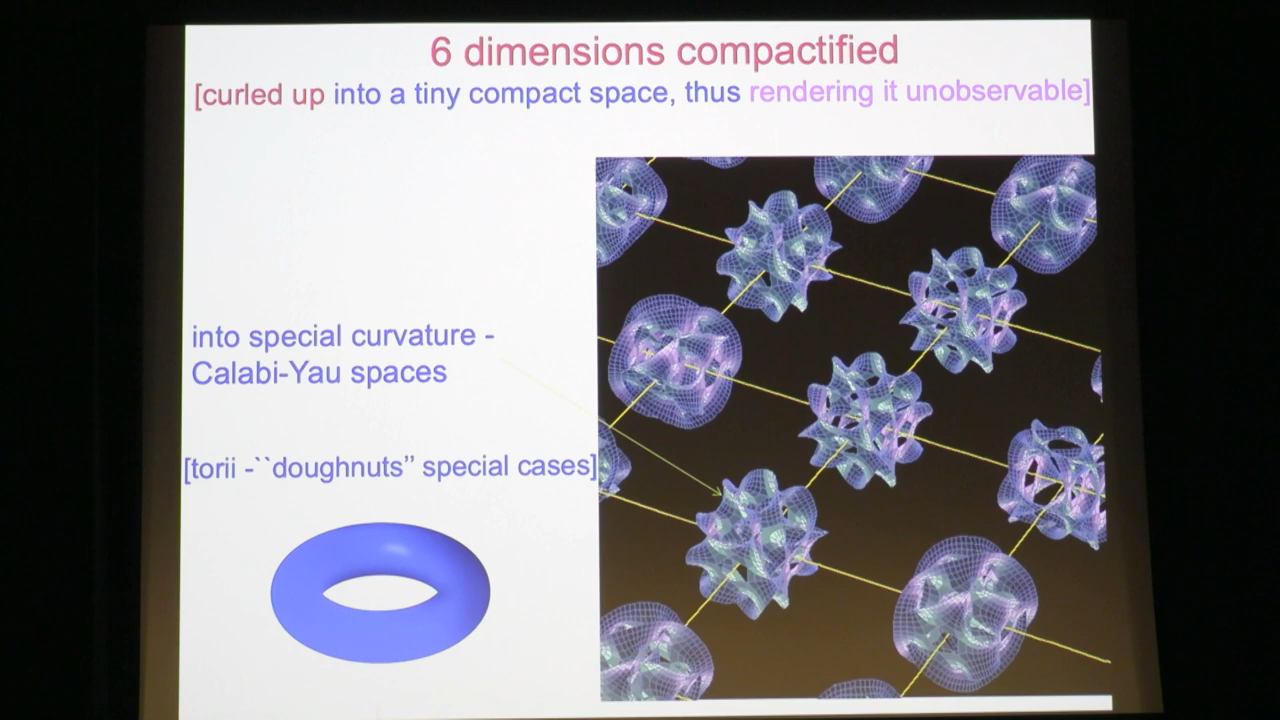 6 dimensions compactified
[curled up into a tiny compact space, thus rendering it unobservable]
into special curvature -
Calabi-Yau spaces
[torii -``doughnuts” special cases]